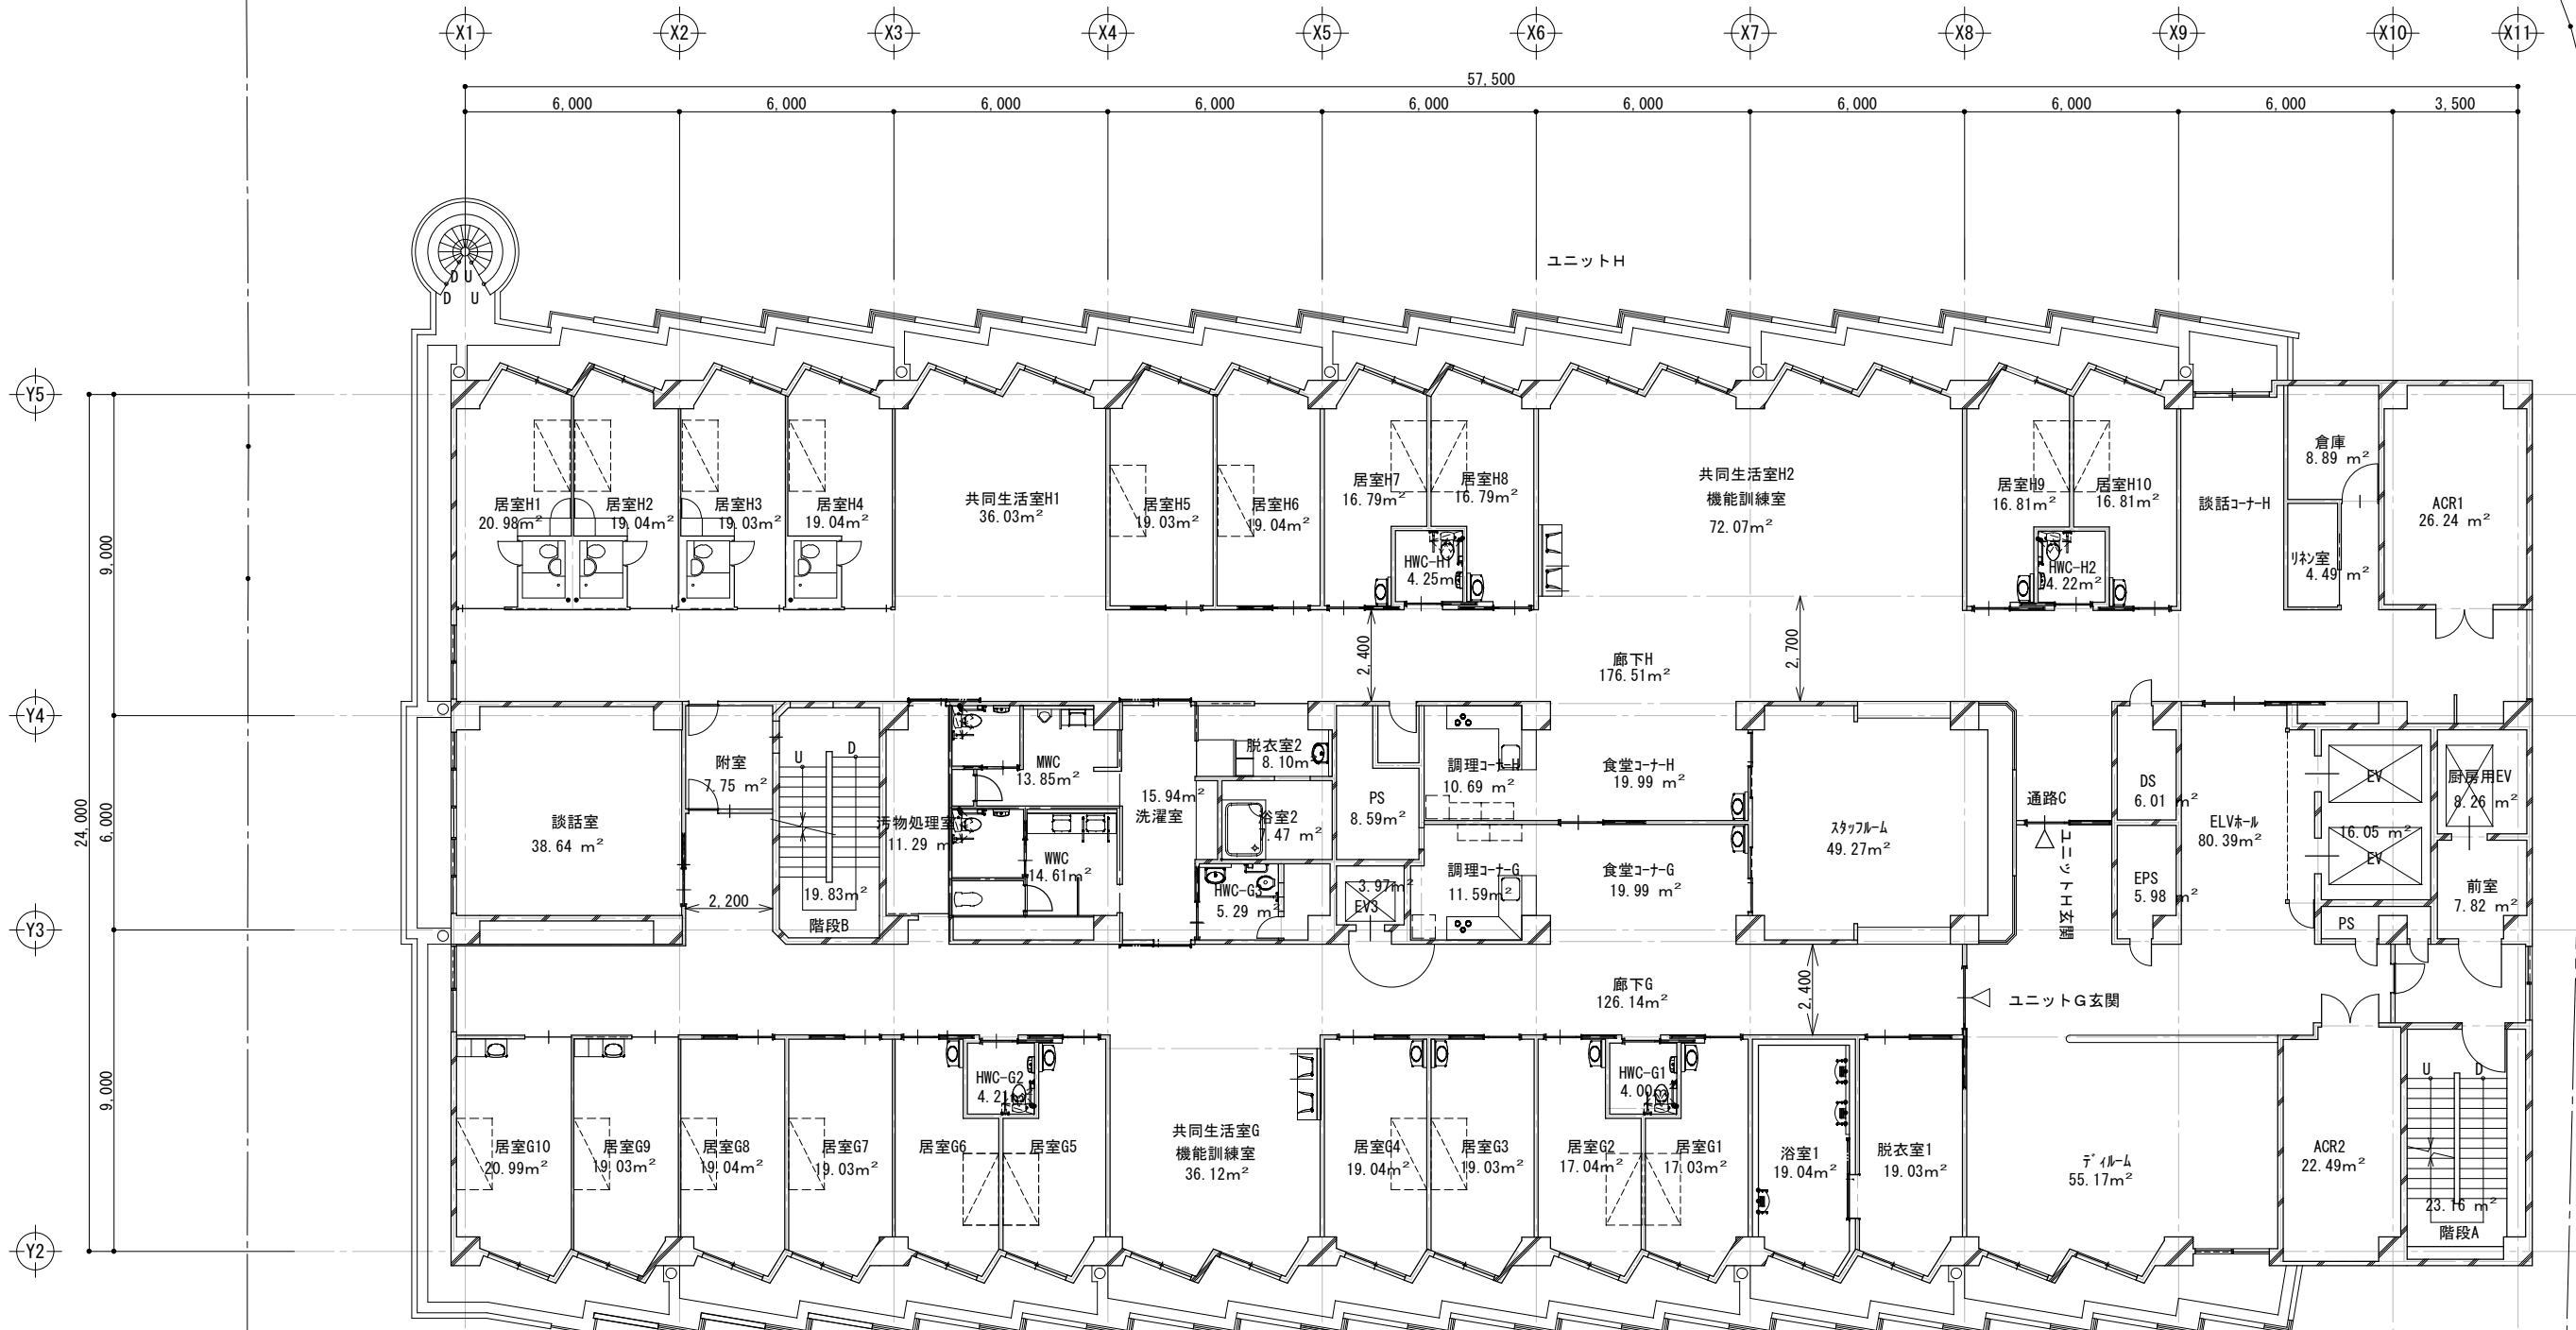 X1 X2 X3 X4 X5 X6 X7 X8 X9 X10 X11
57,500
6,000 6,000 6,000 6,000 6,000 6,000 6,000 6,000 6,000 3,500
ユニットH
D U
D U
Y5
Y4
Y3
Y2
24,000
9,000
6,000
9,000
居室H1
20.98m²
居室H2
19.04m²
居室H3
19.03m²
居室H4
19.04m²
共同生活室H1
36.03m²
居室H5
19.03m²
居室H6
19.04m²
居室H7
16.79m²
居室H8
16.79m²
HWC-H1
4.25m
共同生活室H2
機能訓練室
72.07m²
居室H9
16.81m²
居室H10
16.81m²
HWC-H2
4.22m²
談話コーナーH
倉庫
8.89 m²
リネン室
4.49 m²
ACR1
26.24 m²
2,400
廊下H
176.51m²
2,700
談話室
38.64 m²
附室
7.75 m²
2,200
U D
19.83m²
階段B
汚物処理室
11.29 m²
MWC
13.85m²
WWC
14.61m²
15.94m²
洗濯室
脱衣室2
8.10m²
浴室2
7.47 m²
HWC-G3
5.29 m²
PS
8.59m²
3.97m²
EV3
調理コーナーH
10.69 m²
調理コーナーG
11.59m²
食堂コーナーH
19.99 m²
食堂コーナーG
19.99 m²
スタッフルーム
49.27m²
通路C
ユニットH玄関
DS
6.01 m²
EPS
5.98 m²
ELVホール
80.39m²
EV
16.05 m²
EV
厨房用EV
8.26 m²
前室
7.82 m²
PS
廊下G
126.14m²
2,400
ユニットG玄関
居室G10
20.99m²
居室G9
19.03m²
居室G8
19.04m²
居室G7
19.03m²
居室G6
居室G5
HWC-G2
4.21
共同生活室G
機能訓練室
36.12m²
居室G4
19.04m²
居室G3
19.03m²
居室G2
17.04m²
居室G1
17.03m²
HWC-G1
4.00
浴室1
19.04m²
脱衣室1
19.03m²
ディルーム
55.17m²
ACR2
22.49m²
U D
23.16 m²
階段A